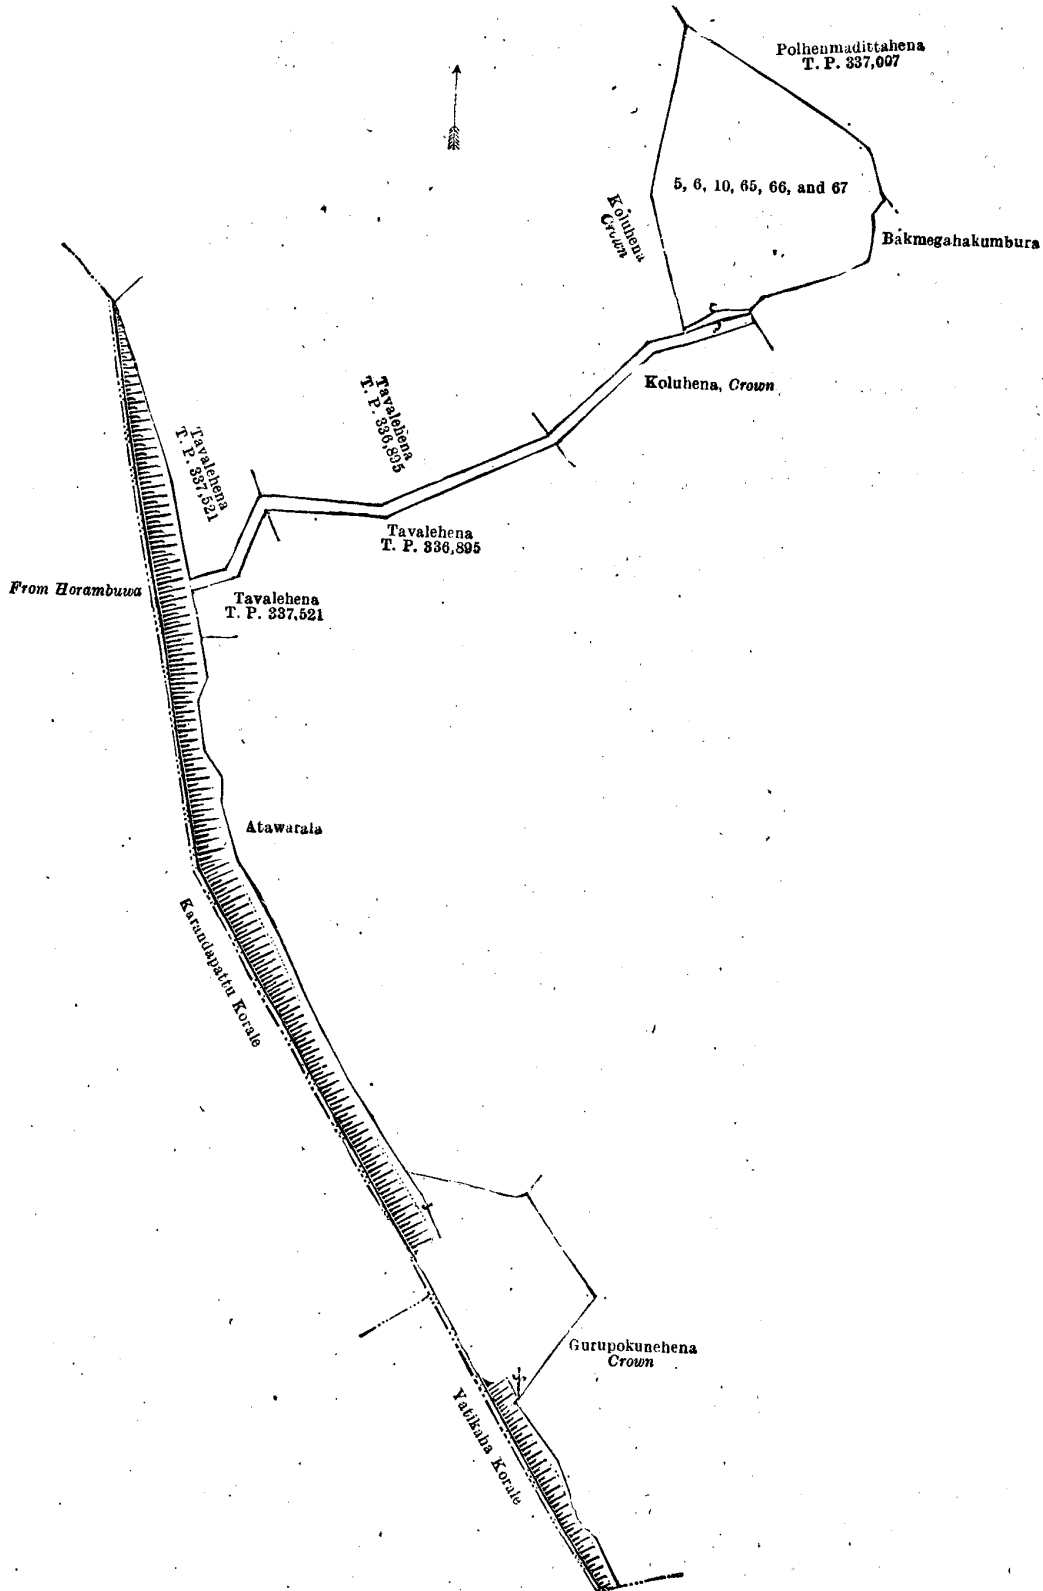 Polhenmadittahena
T. P. 337,007
5, 6, 10, 65, 66, and 67
Koluhena
Crown
Bakmegahakumbura
Koluhena, Crown
Tavalehena
T. P. 336,895
Tavalehena
T. P. 337,521
Tavalehena
T. P. 336,895
From Horambuwa
Tavalehena
T. P. 337,521
Atawarala
Karandapattu Korale
Gurupokunehena
Crown
Yatikaha Korale